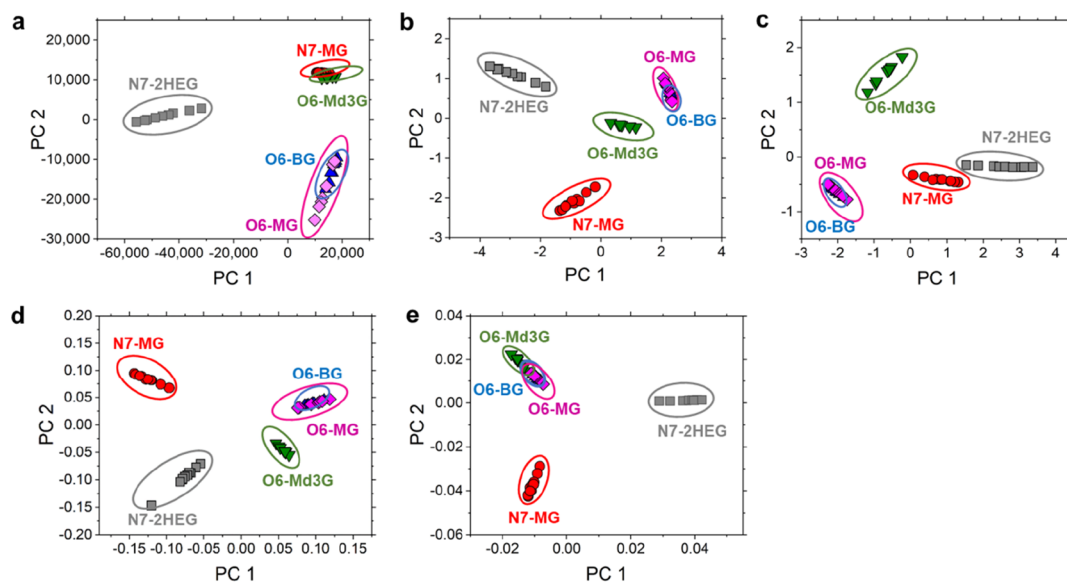 a
20,000
10,000
0
-10,000
-20,000
-30,000
PC 2
-60,000 -40,000 -20,000 0 20,000
PC 1
N7-MG
O6-Md3G
N7-2HEG
O6-BG
O6-MG
b
3
2
1
0
-1
-2
-3
PC 2
-4 -2 0 2 4
PC 1
O6-MG
O6-BG
N7-2HEG
O6-Md3G
N7-MG
c
2
1
0
-1
PC 2
-3 -2 -1 0 1 2 3 4
PC 1
O6-Md3G
N7-2HEG
O6-MG
N7-MG
O6-BG
d
0.20
0.15
0.10
0.05
0.00
-0.05
-0.10
-0.15
-0.20
PC 2
-0.15 -0.10 -0.05 0.00 0.05 0.10 0.15
PC 1
N7-MG
O6-BG
O6-MG
O6-Md3G
N7-2HEG
e
0.04
0.02
0.00
-0.02
-0.04
-0.06
PC 2
-0.02 0.00 0.02 0.04
PC 1
O6-Md3G
O6-BG
O6-MG
N7-2HEG
N7-MG